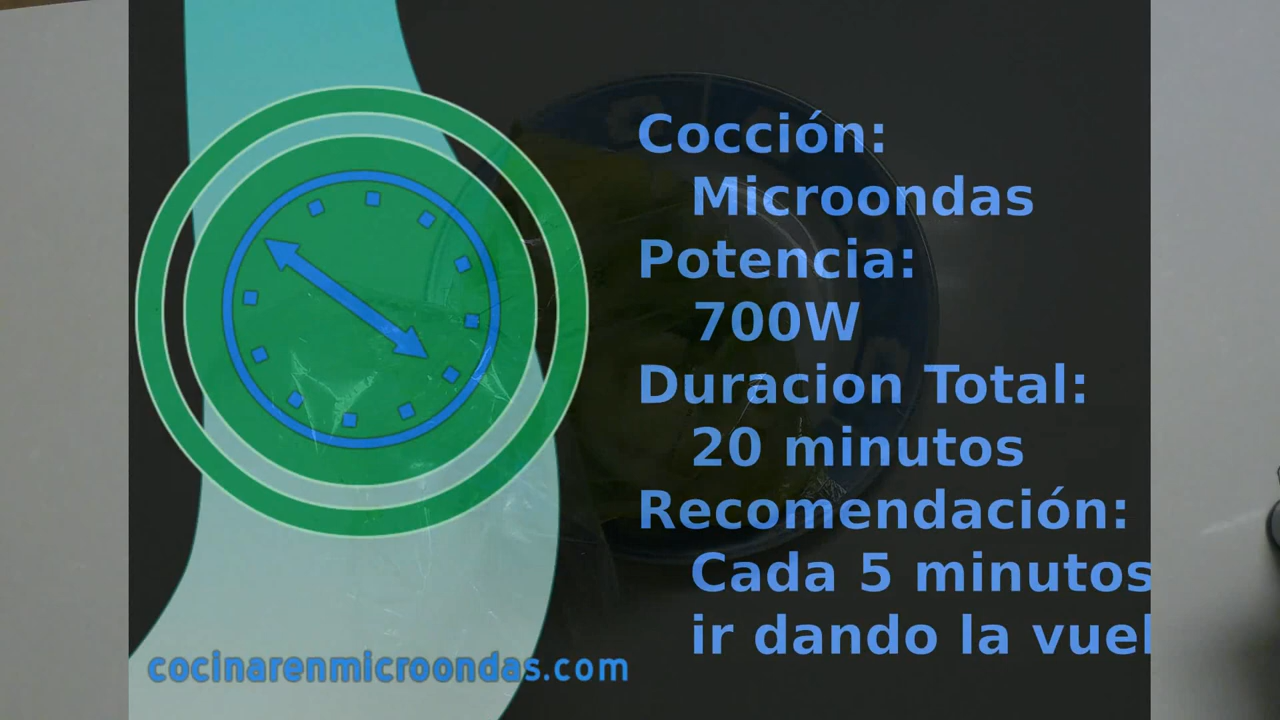 Cocción:
Microondas
Potencia:
700W
Duracion Total:
20 minutos
Recomendación:
Cada 5 minutos
ir dando la
cocinarenmicroondas.com